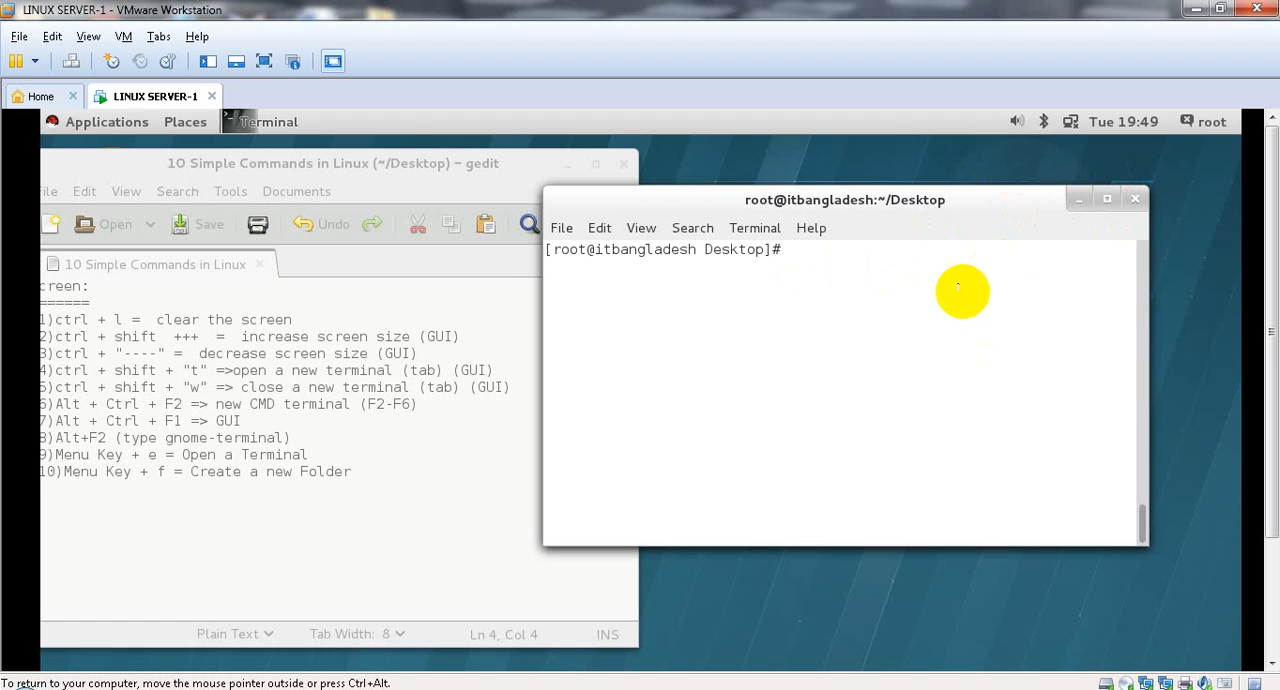 LINUX SERVER-1 - VMware Workstation
File Edit View VM Tabs Help
Home LINUX SERVER-1
Applications Places Terminal Tue 19:49 root
10 Simple Commands in Linux (~/Desktop) - gedit
ile Edit View Search Tools Documents
Open Save Undo
10 Simple Commands in Linux
creen:
======
1)ctrl + l = clear the screen
2)ctrl + shift +++ = increase screen size (GUI)
3)ctrl + "----" = decrease screen size (GUI)
4)ctrl + shift + "t" =>open a new terminal (tab) (GUI)
5)ctrl + shift + "w" => close a new terminal (tab) (GUI)
6)Alt + Ctrl + F2 => new CMD terminal (F2-F6)
7)Alt + Ctrl + F1 => GUI
8)Alt+F2 (type gnome-terminal)
9)Menu Key + e = Open a Terminal
10)Menu Key + f = Create a new Folder
Plain Text Tab Width: 8 Ln 4, Col 4 INS
root@itbangladesh:~/Desktop
File Edit View Search Terminal Help
[root@itbangladesh Desktop]#
To return to your computer, move the mouse pointer outside or press Ctrl+Alt.